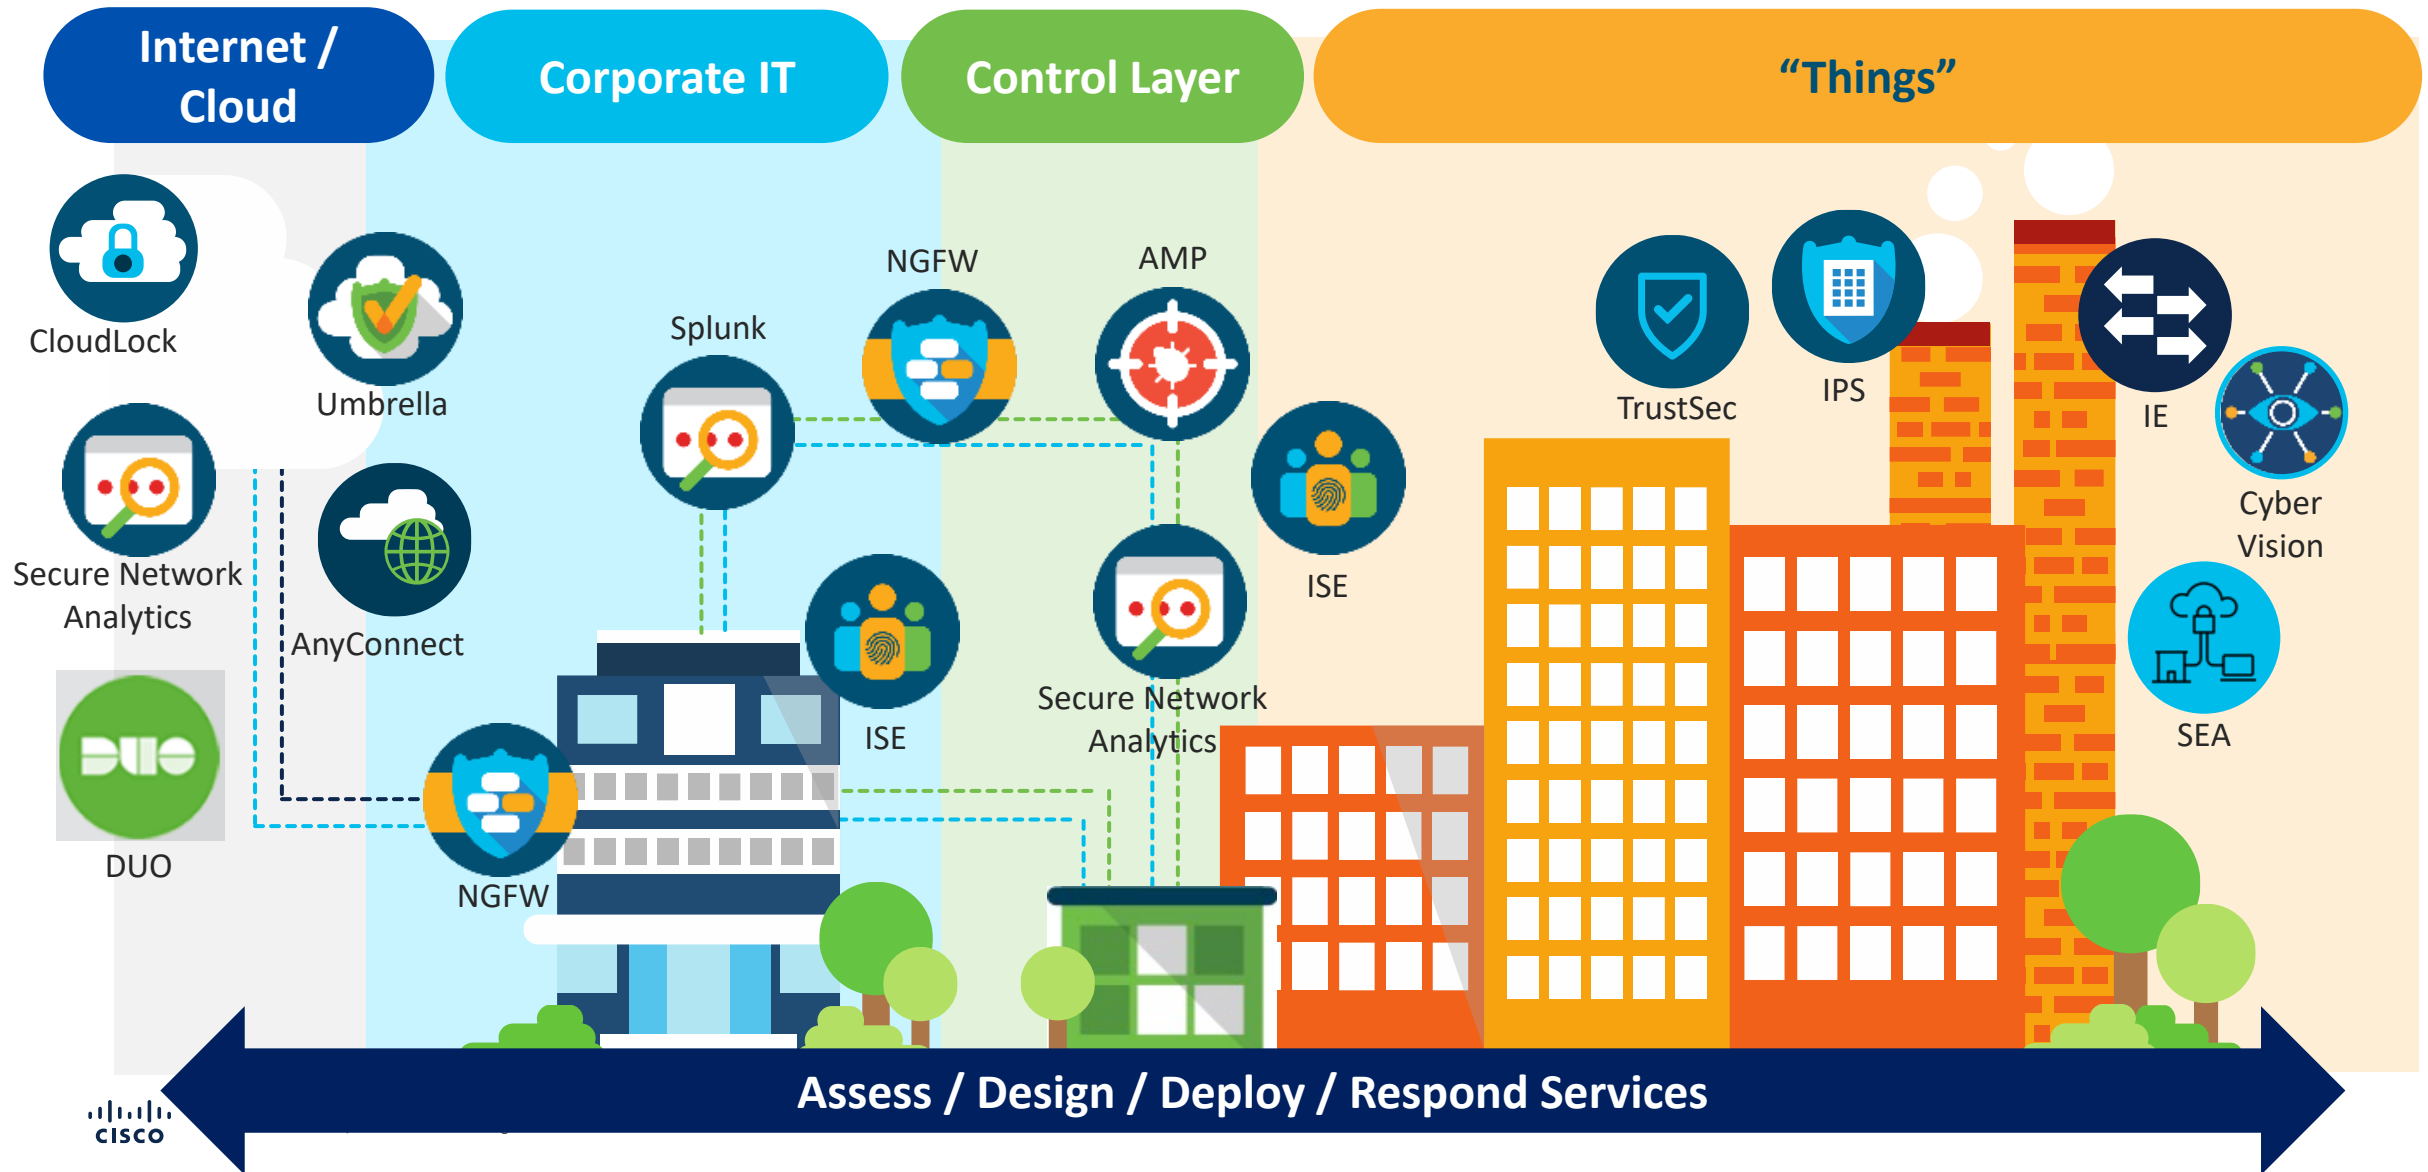 Internet /
Cloud
Corporate IT
Control Layer
“Things”
CloudLock
Umbrella
Secure Network
Analytics
AnyConnect
DUO
DUO
Splunk
NGFW
ISE
NGFW
AMP
Secure Network
Analytics
ISE
TrustSec
IPS
IE
Cyber
Vision
SEA
Assess / Design / Deploy / Respond Services
CISCO